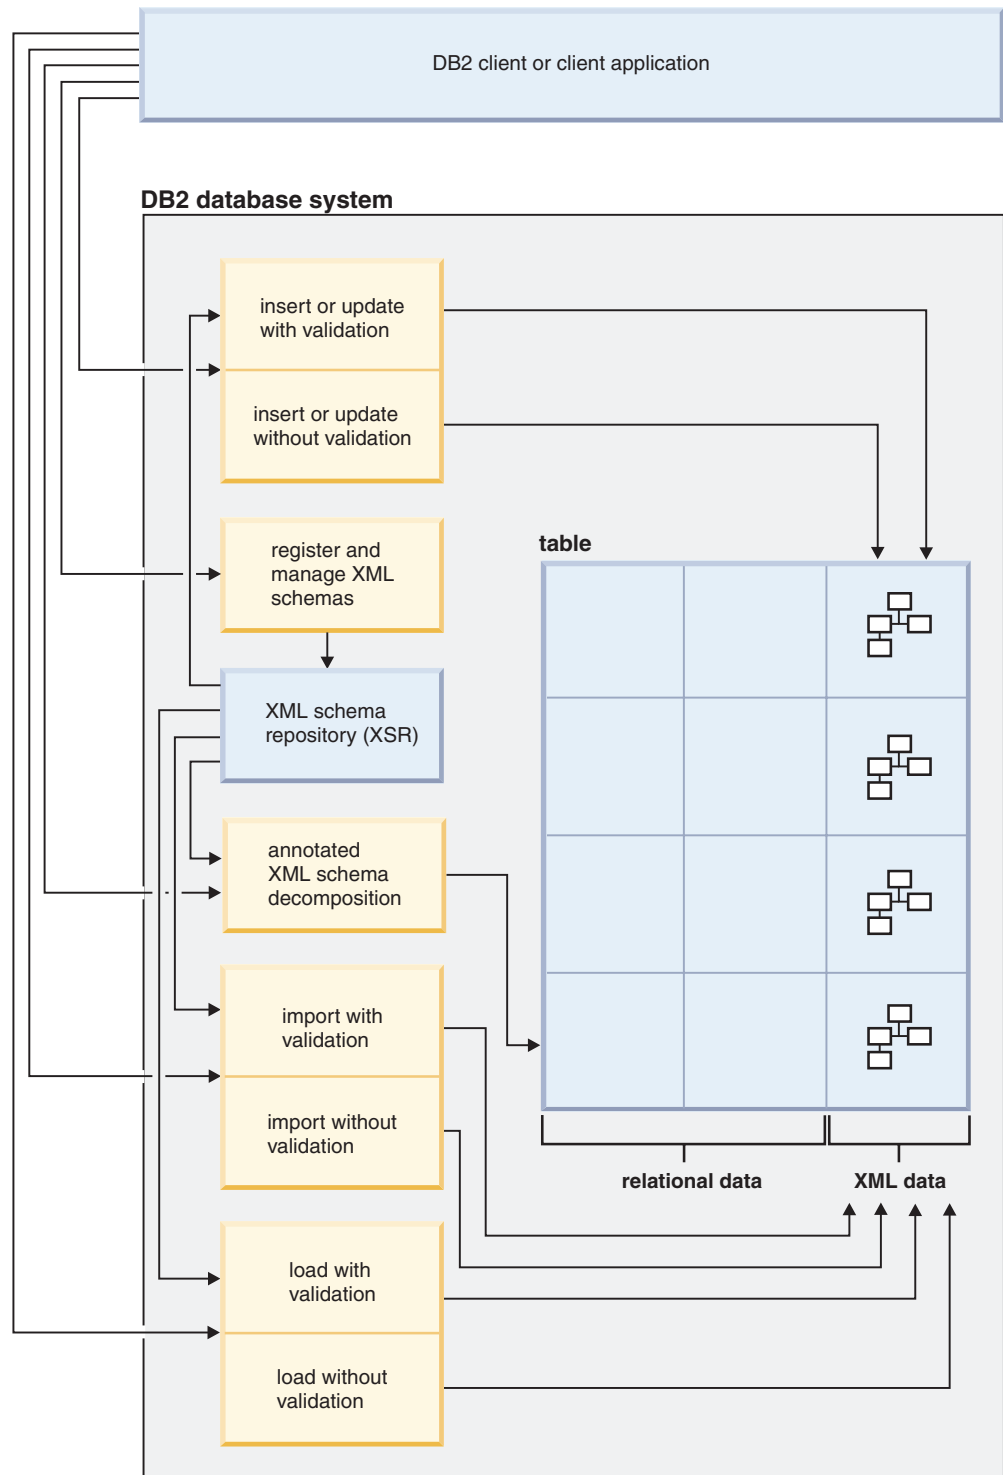 DB2 client or client application
DB2 database system
insert or update
with validation
insert or update
without validation
register and
manage XML
schemas
table
XML schema
repository (XSR)
annotated
XML schema
decomposition
import with
validation
import without
validation
relational data
XML data
load with
validation
load without
validation